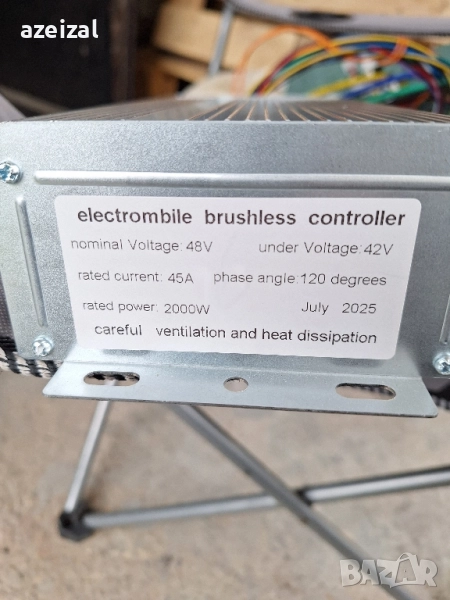 azeizal
electrombile brushless controller
nominal Voltage: 48V under Voltage: 42V
rated current: 45A phase angle: 120 degrees
rated power: 2000W July 2025
careful ventilation and heat dissipation
BAZAR